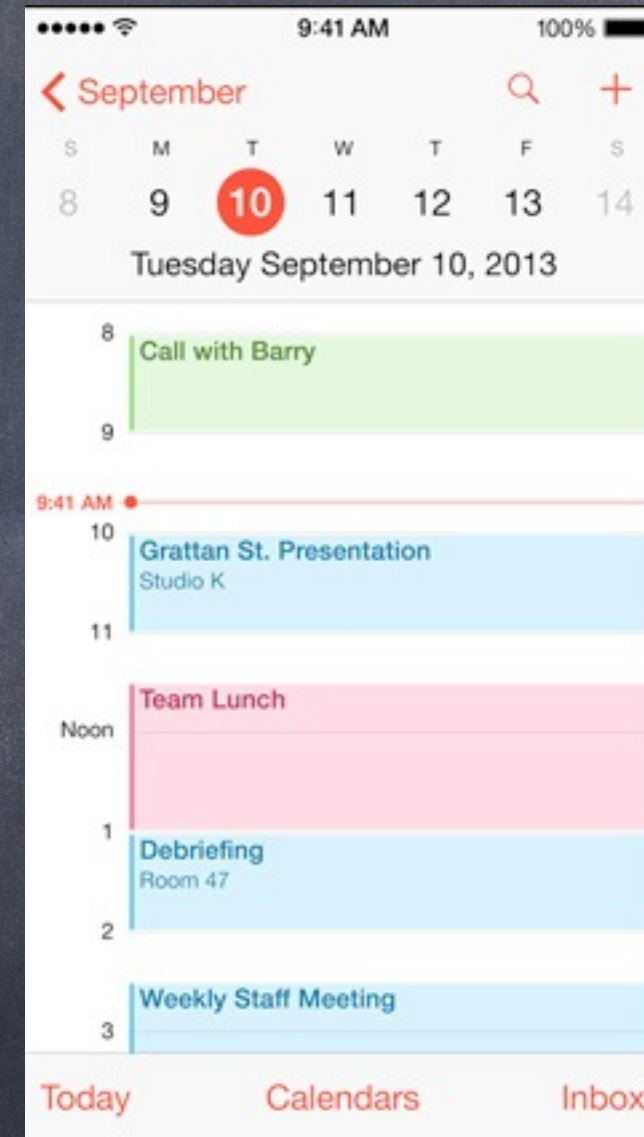 9:41 AM 100%
September
S M T W T F S
8 9 10 11 12 13 14
Tuesday September 10, 2013
8
Call with Barry
9
9:41 AM
10
Grattan St. Presentation
Studio K
11
Team Lunch
Noon
1
Debriefing
Room 47
2
Weekly Staff Meeting
3
Today Calendars Inbox